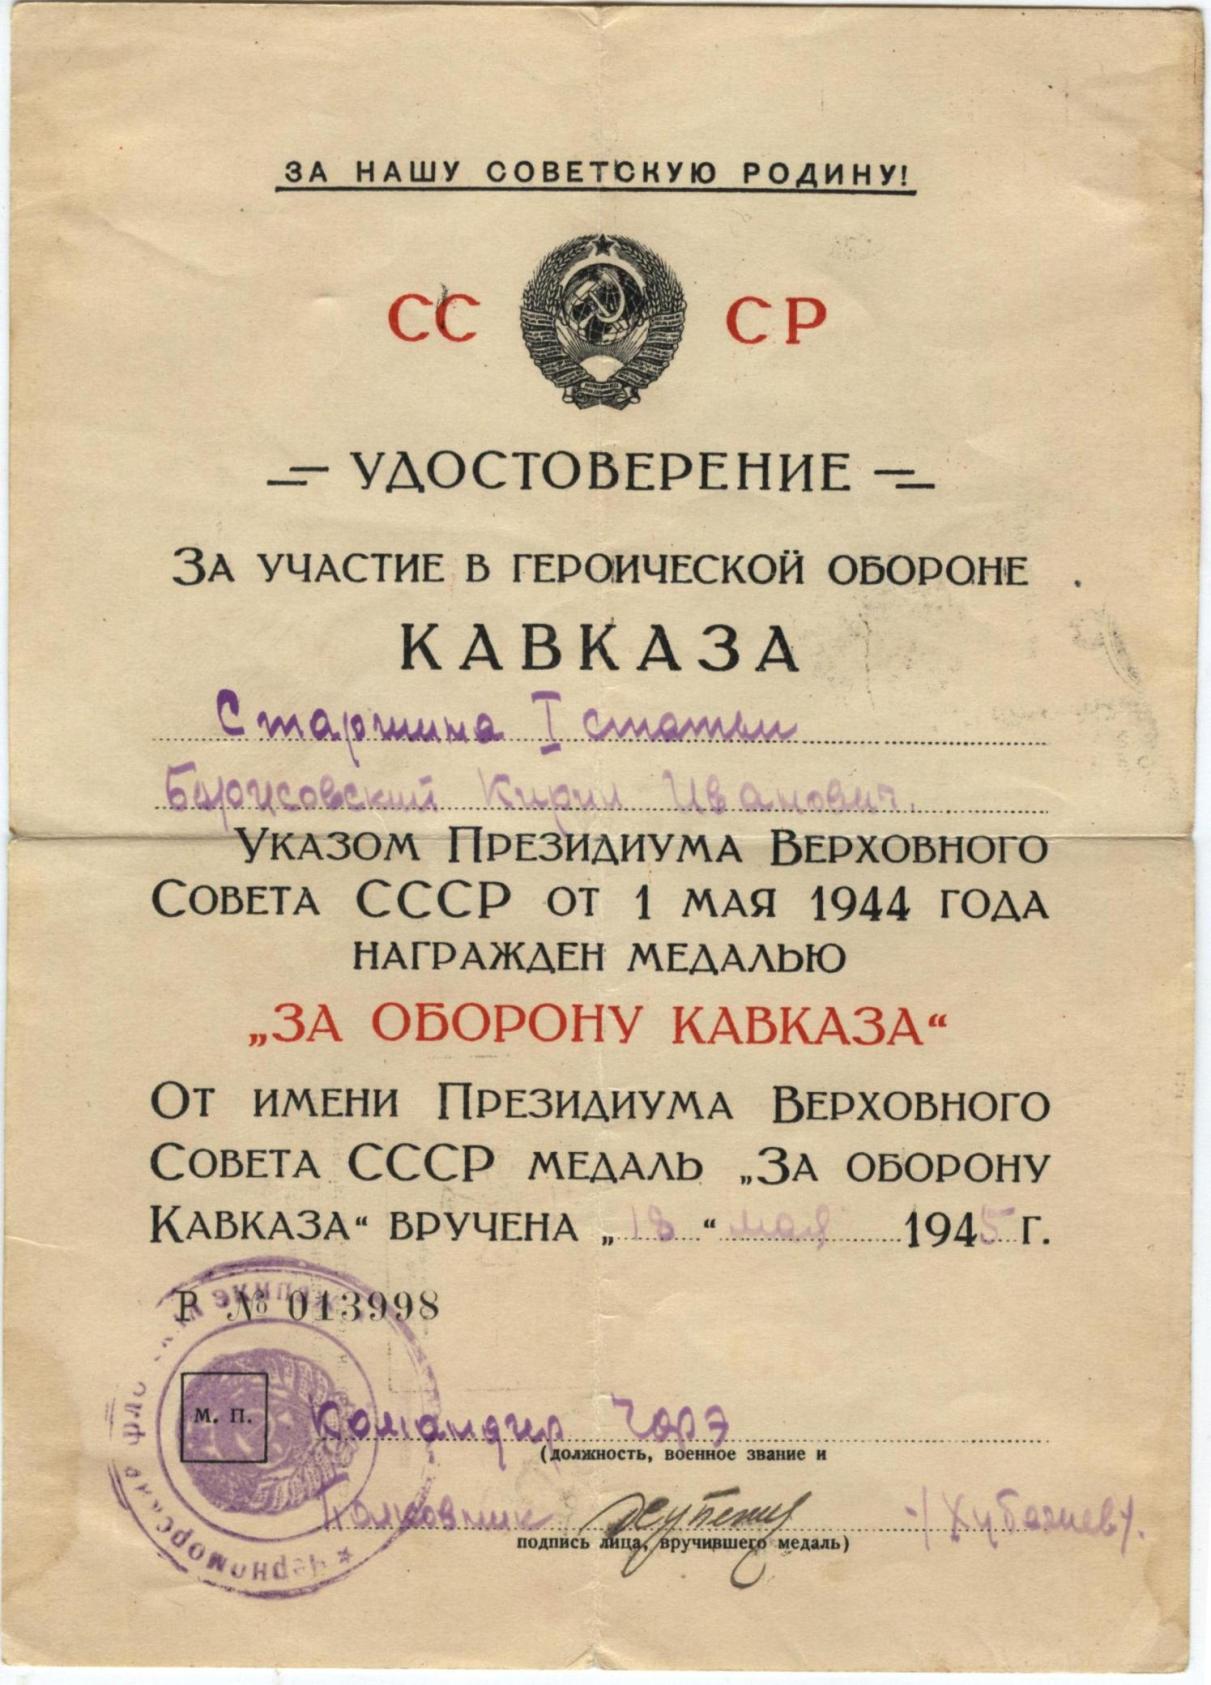 ЗА НАШУ СОВЕТСКУЮ РОДИНУ!
СС СР
УДОСТОВЕРЕНИЕ
ЗА УЧАСТИЕ В ГЕРОИЧЕСКОЙ ОБОРОНЕ
КАВКАЗА
Старшина I статьи
Борисовский Кирил Иванович.
УКАЗОМ ПРЕЗИДИУМА ВЕРХОВНОГО
СОВЕТА СССР ОТ 1 МАЯ 1944 ГОДА
НАГРАЖДЕН МЕДАЛЬЮ
„ЗА ОБОРОНУ КАВКАЗА“
ОТ ИМЕНИ ПРЕЗИДИУМА ВЕРХОВНОГО
СОВЕТА СССР МЕДАЛЬ „ЗА ОБОРОНУ
КАВКАЗА“ ВРУЧЕНА „18“ мая 1945 г.
Р № 013998
М. П.
Командир ЧОРЭ
(должность, военное звание и
Полковник
подпись лица, вручившего медаль)
Черноморский